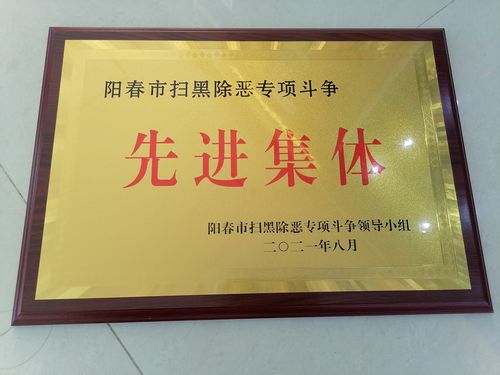 阳春市扫黑除恶专项斗争
先进集体
阳春市扫黑除恶专项斗争领导小组
二〇二一年八月